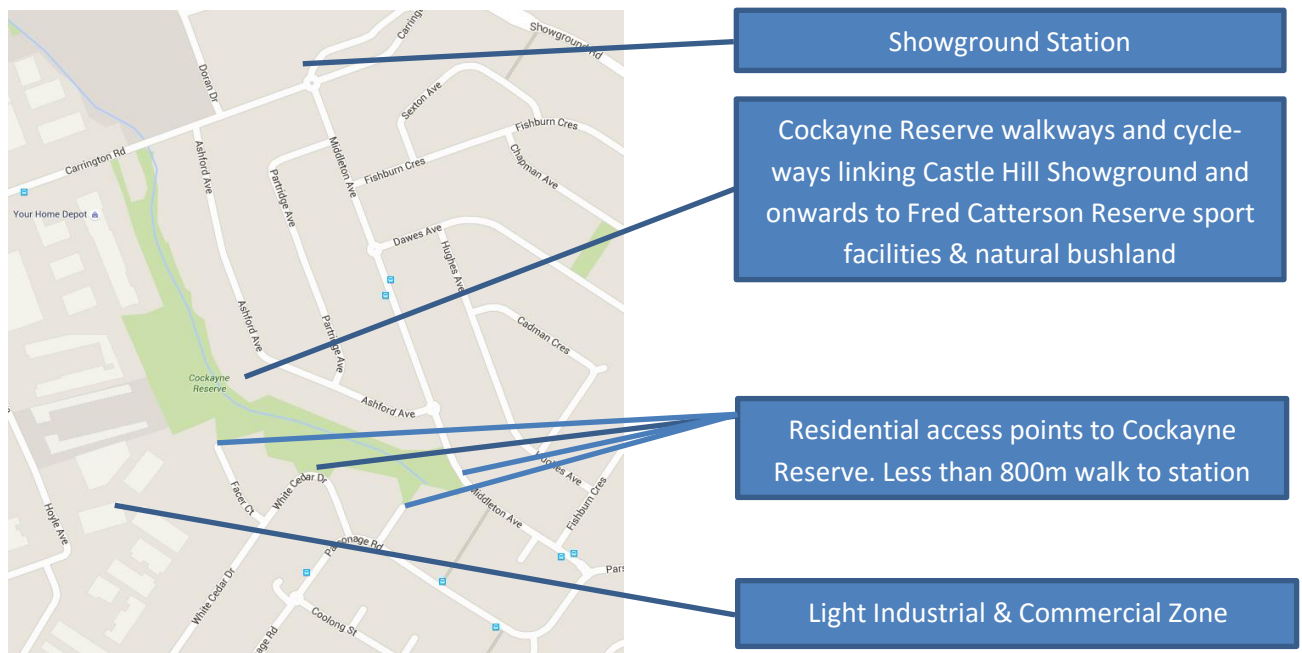 Carring
Showground Rd
Showground Station
Doran Dr
Sexton Ave
Cockayne Reserve walkways and cycle-
ways linking Castle Hill Showground and
onwards to Fred Catterson Reserve sport
facilities & natural bushland
Carrington Rd
Ashford Ave
Middleton Ave
Fishburn Cres
Fishburn Cres
Chapman Ave
Partridge Ave
Your Home Depot
Dawes Ave
Hughes Ave
Ashford Ave
Partridge Ave
Cadman Cres
Cockayne
Reserve
Ashford Ave
Residential access points to Cockayne
Reserve. Less than 800m walk to station
Hughes Ave
Facer Ct
White Cedar Dr
Middleton Ave
Fishburn Cres
Hoyle Ave
Parsonage Rd
Pars
White Cedar Dr
Coolong St
age Rd
Light Industrial & Commercial Zone